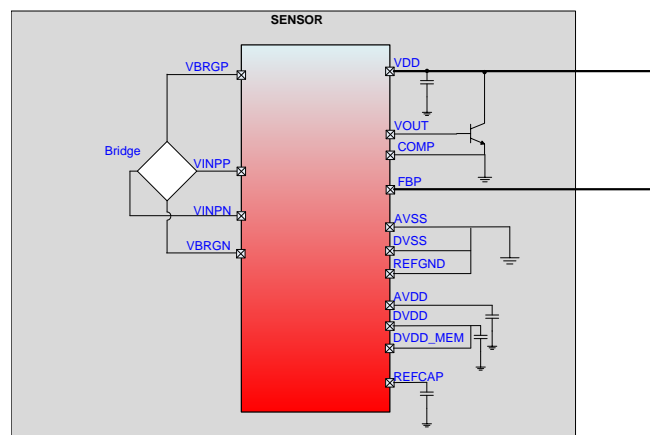 SENSOR
VBRGP
VDD
VOUT
COMP
Bridge
VINPP
FBP
VINPN
AVSS
DVSS
VBRGN
REFGND
AVDD
DVDD
DVDD_MEM
REFCAP